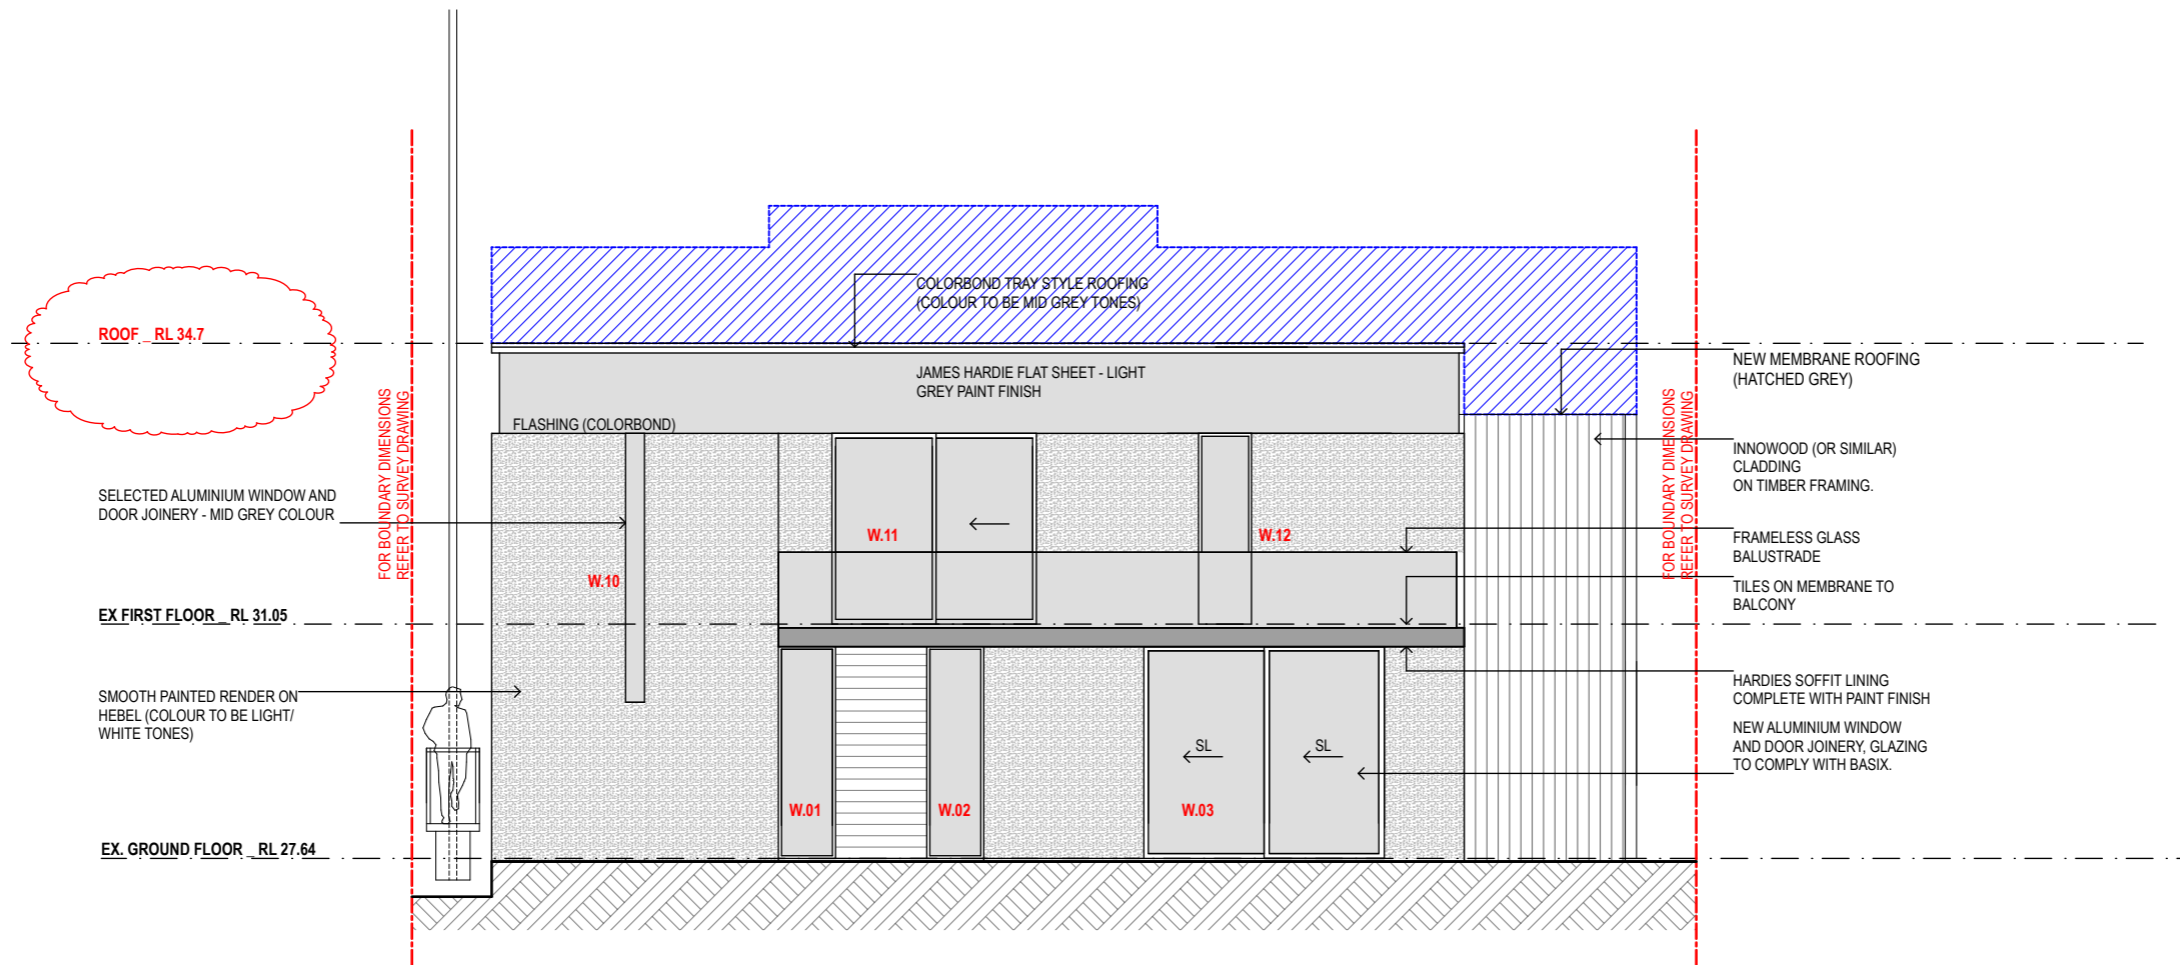 COLORBOND TRAY STYLE ROOFING
(COLOUR TO BE MID GREY TONES)
ROOF _ RL 34.7
JAMES HARDIE FLAT SHEET - LIGHT
GREY PAINT FINISH
NEW MEMBRANE ROOFING
(HATCHED GREY)
FLASHING (COLORBOND)
FOR BOUNDARY DIMENSIONS
REFER TO SURVEY DRAWING
FOR BOUNDARY DIMENSIONS
REFER TO SURVEY DRAWING
INNOWOOD (OR SIMILAR)
CLADDING
ON TIMBER FRAMING.
SELECTED ALUMINIUM WINDOW AND
DOOR JOINERY - MID GREY COLOUR
W.11
W.12
FRAMELESS GLASS
BALUSTRADE
W.10
TILES ON MEMBRANE TO
BALCONY
EX FIRST FLOOR _ RL 31.05
SMOOTH PAINTED RENDER ON
HEBEL (COLOUR TO BE LIGHT/
WHITE TONES)
HARDIES SOFFIT LINING
COMPLETE WITH PAINT FINISH
NEW ALUMINIUM WINDOW
AND DOOR JOINERY, GLAZING
TO COMPLY WITH BASIX.
SL
SL
W.01
W.02
W.03
EX. GROUND FLOOR _ RL 27.64